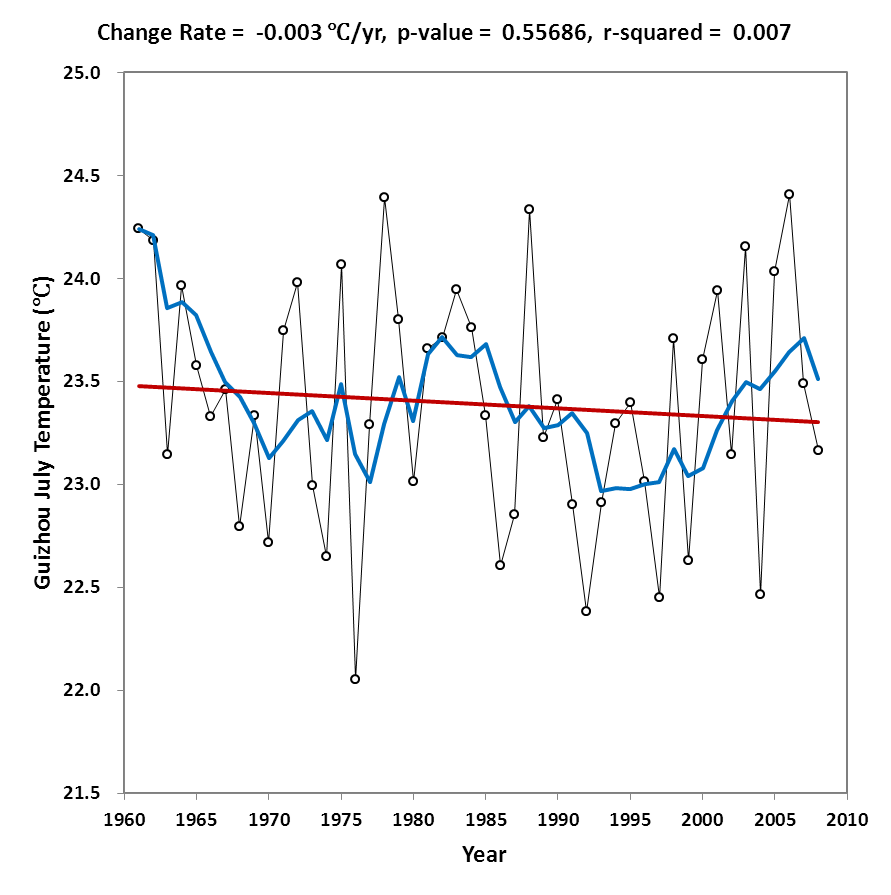 Change Rate = -0.003 ℃/yr, p-value = 0.55686, r-squared = 0.007
25.0
24.5
24.0
23.5
23.0
22.5
22.0
21.5
Guizhou July Temperature (℃)
1960 1965 1970 1975 1980 1985 1990 1995 2000 2005 2010
Year